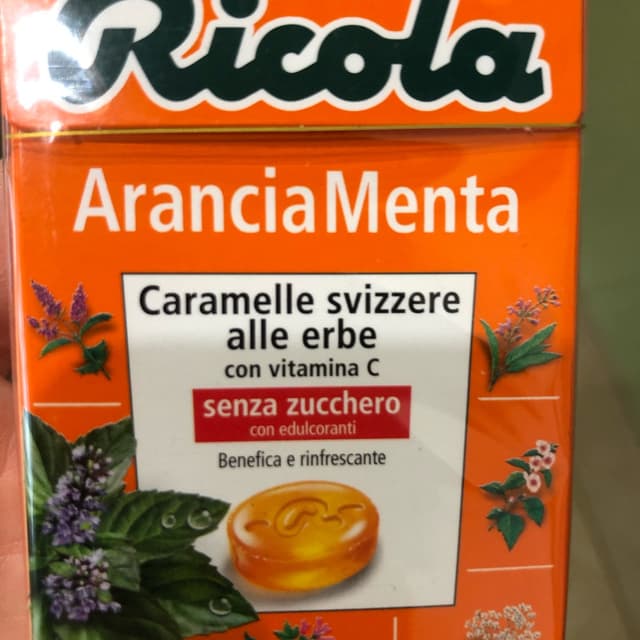 Ricola
AranciaMenta
Caramelle svizzere
alle erbe
con vitamina C
senza zucchero
con edulcoranti
Benefica e rinfrescante